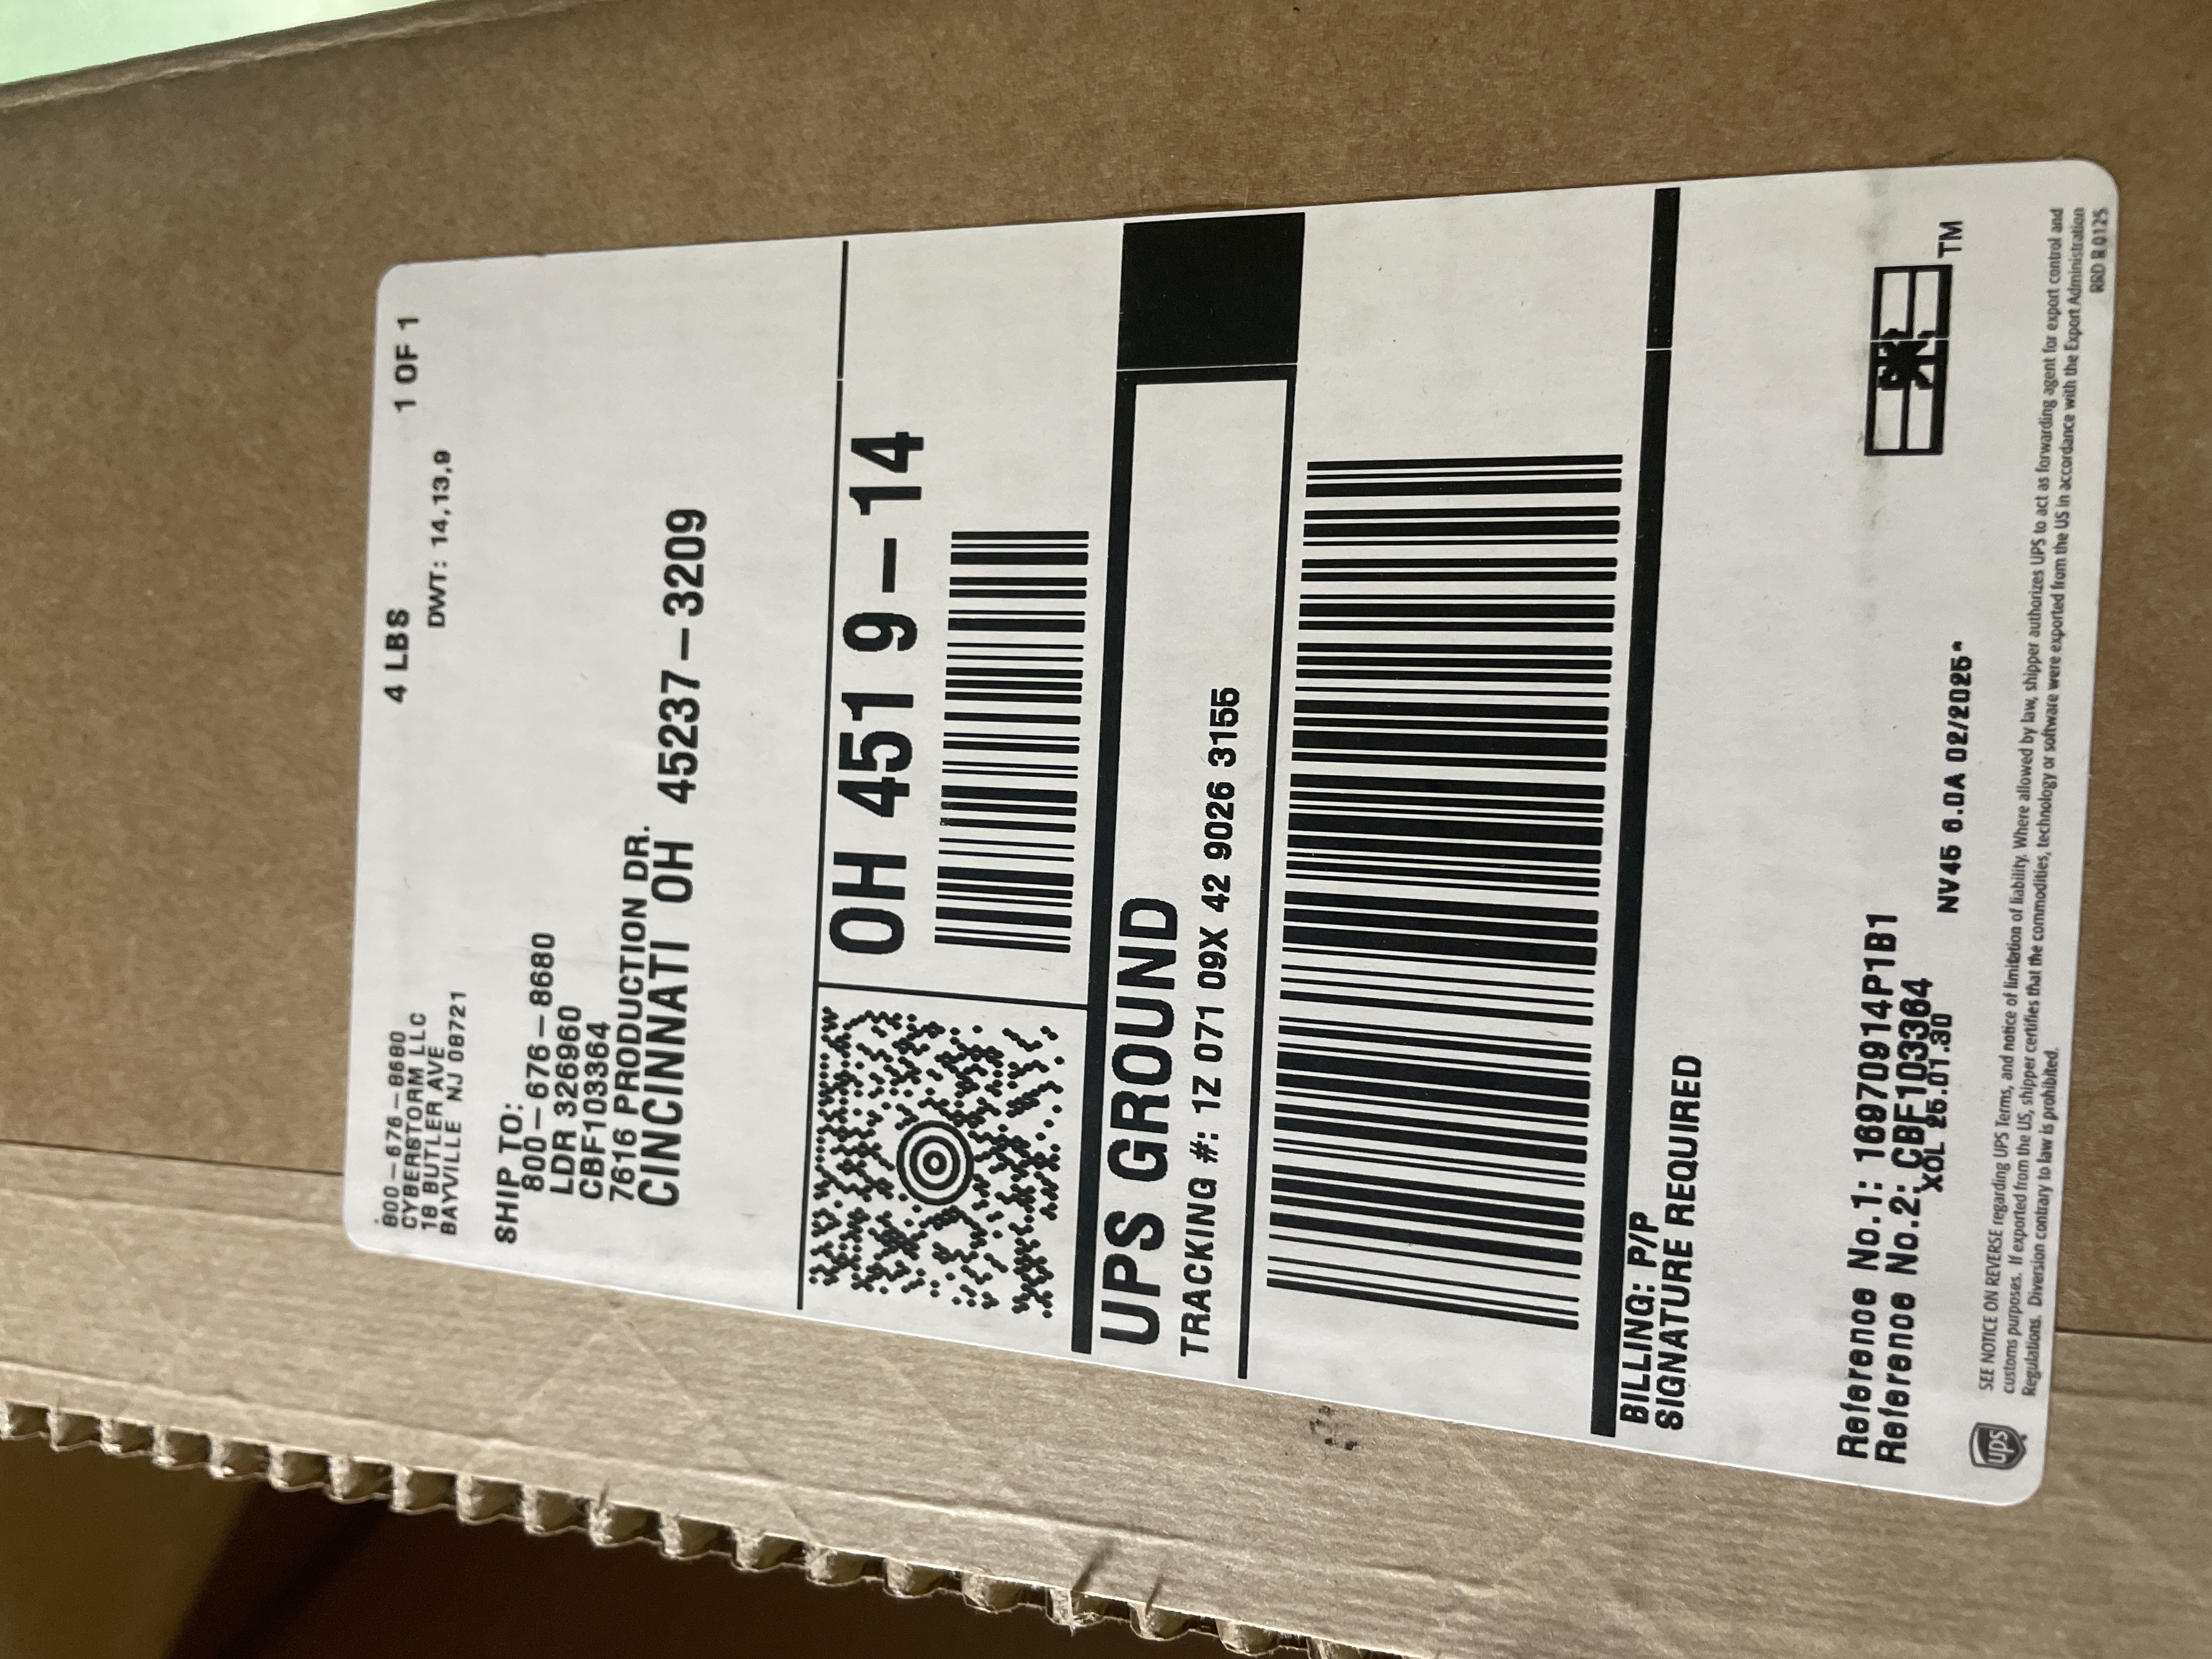 800-676-8680
CYBERSTORM LLC
18 BUTLER AVE
BAYVILLE NJ 08721
4 LBS
1 OF 1
DWT: 14,13,9
SHIP TO:
800-676-8680
LDR 326960
CBF103364
7616 PRODUCTION DR.
CINCINNATI OH 45237-3209
OH 451 9-14
UPS GROUND
TRACKING #: 1Z 071 09X 42 9026 3155
BILLING: P/P
SIGNATURE REQUIRED
Reference No.1: 16970914P1B1
Reference No.2: CBF103364
XOL 25.01.30
NV45 6.0A 02/2025*
TM
ups
SEE NOTICE ON REVERSE regarding UPS Terms, and notice of limitation of liability. Where allowed by law, shipper authorizes UPS to act as forwarding agent for export control and
customs purposes. If exported from the US, shipper certifies that the commodities, technology or software were exported from the US in accordance with the Export Administration
Regulations. Diversion contrary to law is prohibited.
RRD R 0125